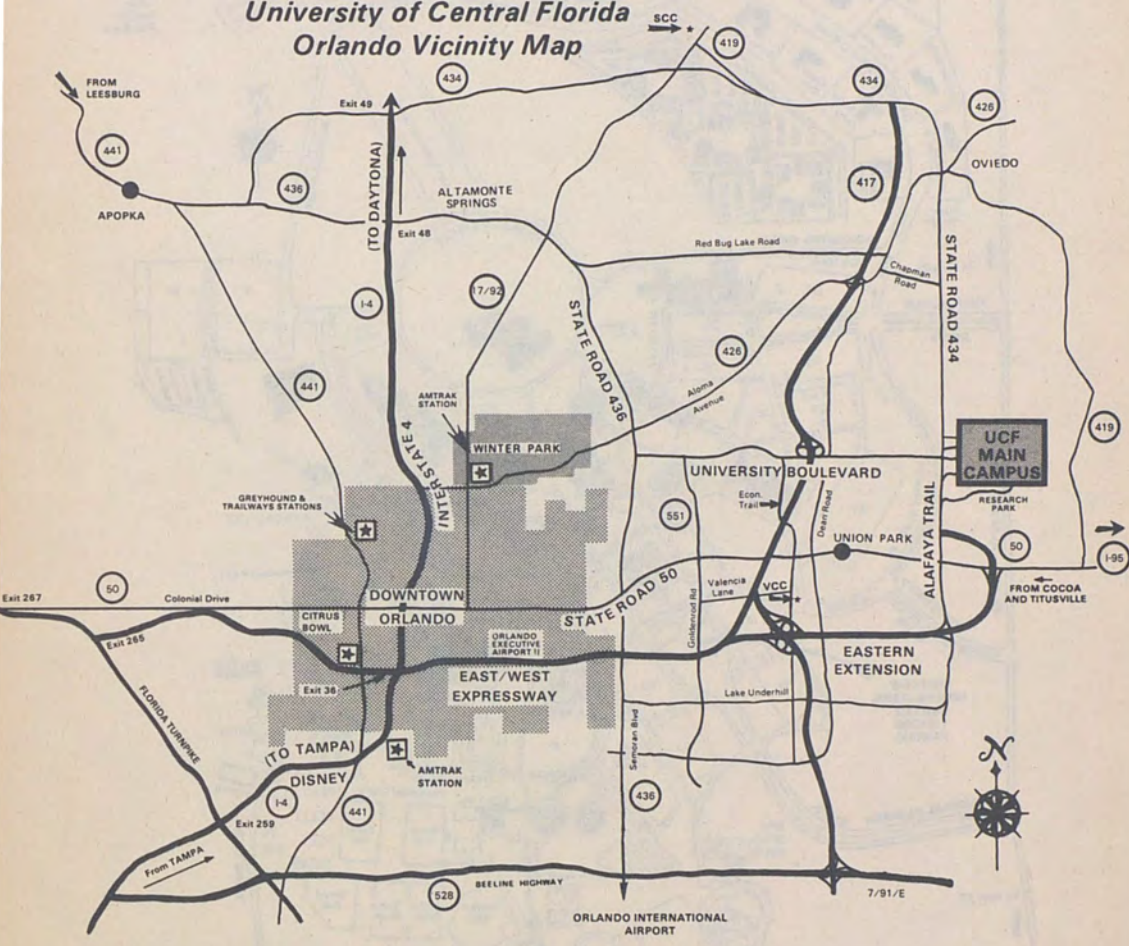 University of Central Florida
Orlando Vicinity Map
SCC
419
FROM
LEESBURG
434
434
Exit 49
426
441
(TO DAYTONA)
OVIEDO
417
436
ALTAMONTE
SPRINGS
APOPKA
Exit 48
Red Bug Lake Road
Chapman
Road
STATE ROAD 434
I-4
17/92
STATE ROAD 436
426
441
Aloma
Avenue
AMTRAK
STATION
INTERSTATE 4
WINTER PARK
UCF
MAIN
CAMPUS
419
UNIVERSITY BOULEVARD
GREYHOUND &
TRAILWAYS STATIONS
551
Econ.
Trail
Dean Road
ALAFAYA TRAIL
RESEARCH
PARK
UNION PARK
50
I-95
50
Exit 267
Colonial Drive
DOWNTOWN
ORLANDO
STATE ROAD 50
Valencia
Lane
VCC
FROM COCOA
AND TITUSVILLE
CITRUS
BOWL
Goldenrod Rd
Exit 265
ORLANDO
EXECUTIVE
AIRPORT II
EASTERN
EXTENSION
EAST/WEST
EXPRESSWAY
Exit 36
Lake Underhill
FLORIDA TURNPIKE
Semoran Blvd
(TO TAMPA)
DISNEY
AMTRAK
STATION
N
I-4
441
436
Exit 259
From TAMPA
528
BEELINE HIGHWAY
7/91/E
ORLANDO INTERNATIONAL
AIRPORT